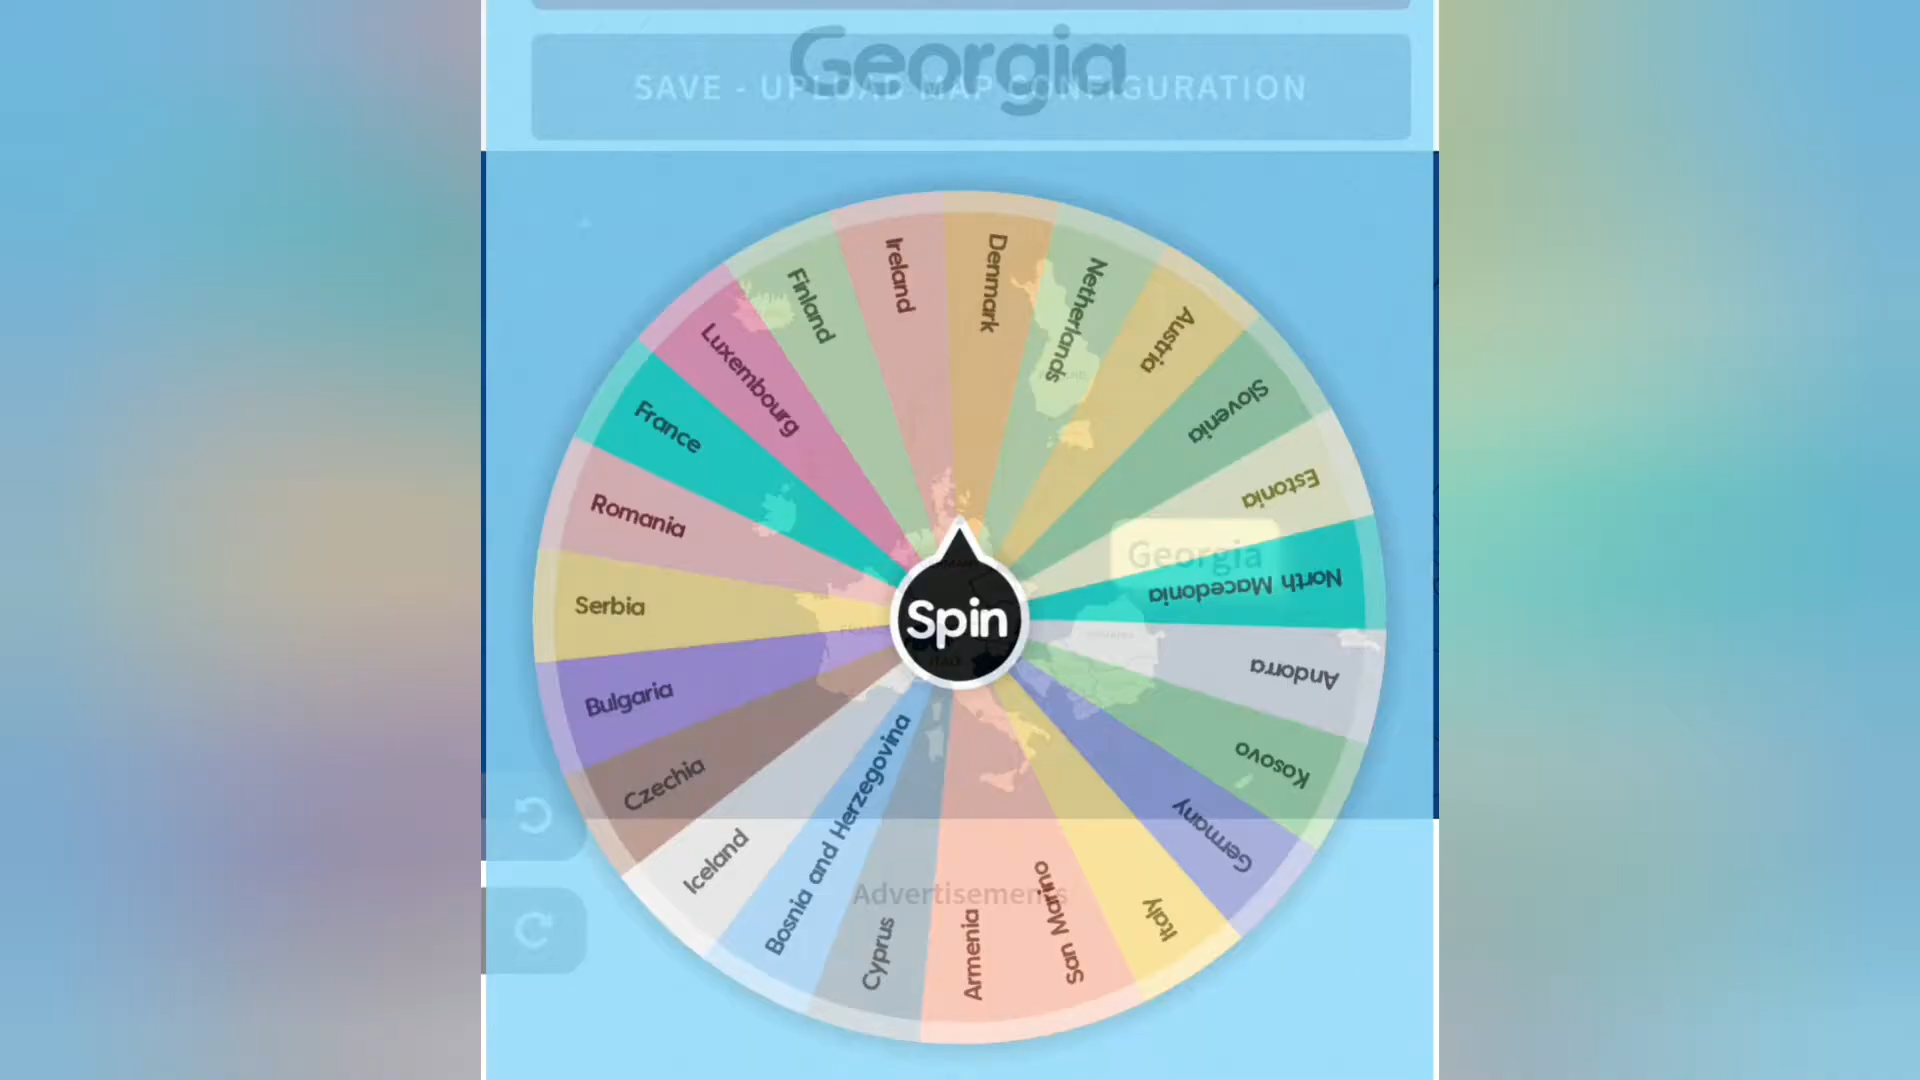 Georgia
SAVE - UPLOAD MAP CONFIGURATION
Ireland
Denmark
Netherlands
Finland
Austria
Luxembourg
Slovenia
France
Estonia
Romania
Georgia
North Macedonia
Serbia
Spin
Andorra
Bulgaria
Kosovo
Czechia
Germany
Iceland
Bosnia and Herzegovina
Advertisements
Cyprus
Armenia
San Marino
Italy